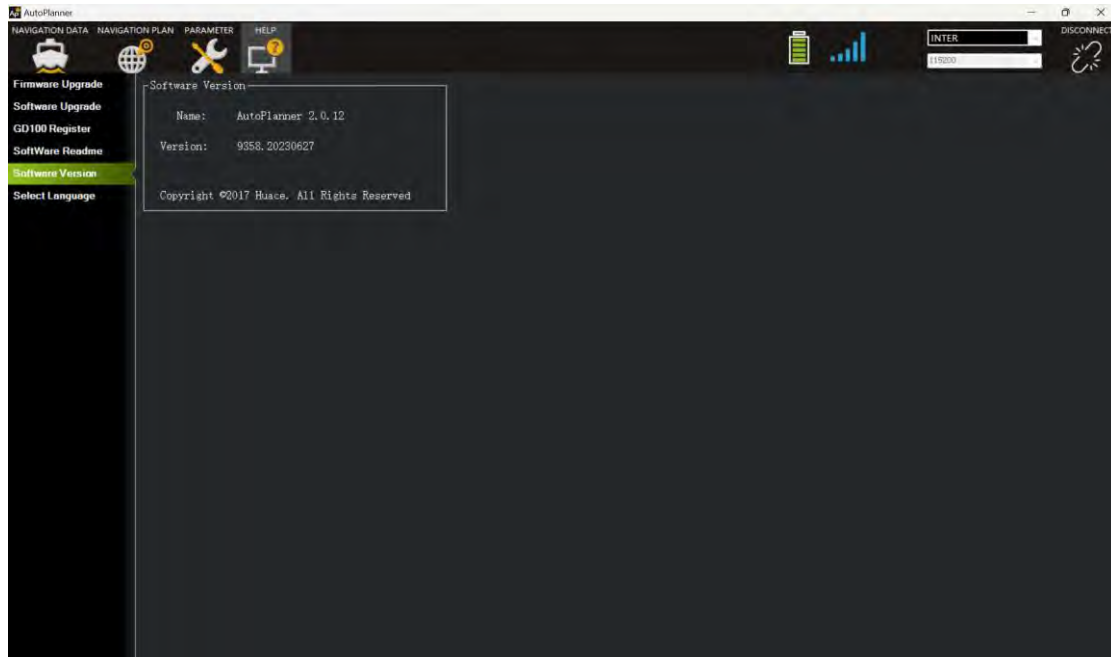 AutoPlanner
NAVIGATION DATA NAVIGATION PLAN PARAMETER HELP DISCONNECT
INTER
115200
Firmware Upgrade
Software Upgrade
GD100 Register
SoftWare Readme
Software Version
Select Language
Software Version
Name: AutoPlanner 2.0.12
Version: 9358.20230627
Copyright ©2017 Huace. All Rights Reserved